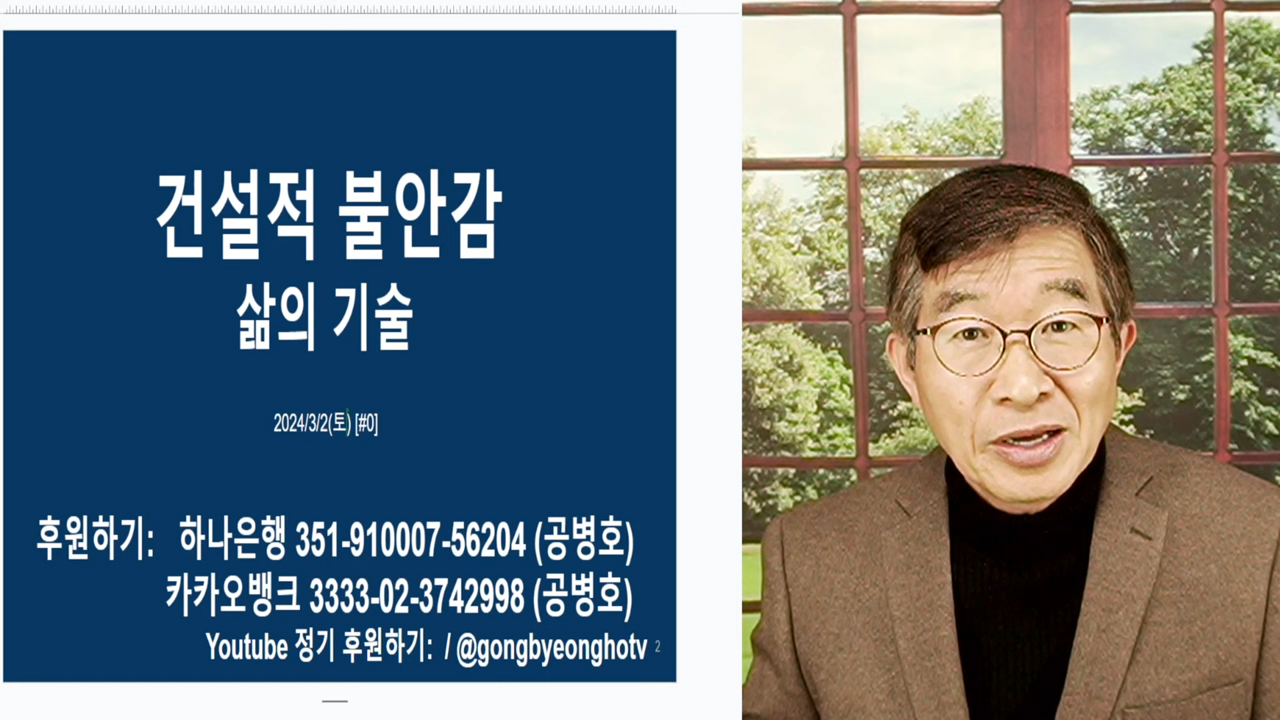 건설적 불안감
삶의 기술
2024/3/2(토) [#0]
후원하기: 하나은행 351-910007-56204 (공병호)
카카오뱅크 3333-02-3742998 (공병호)
Youtube 정기 후원하기: / @gongbyeonghotv 2